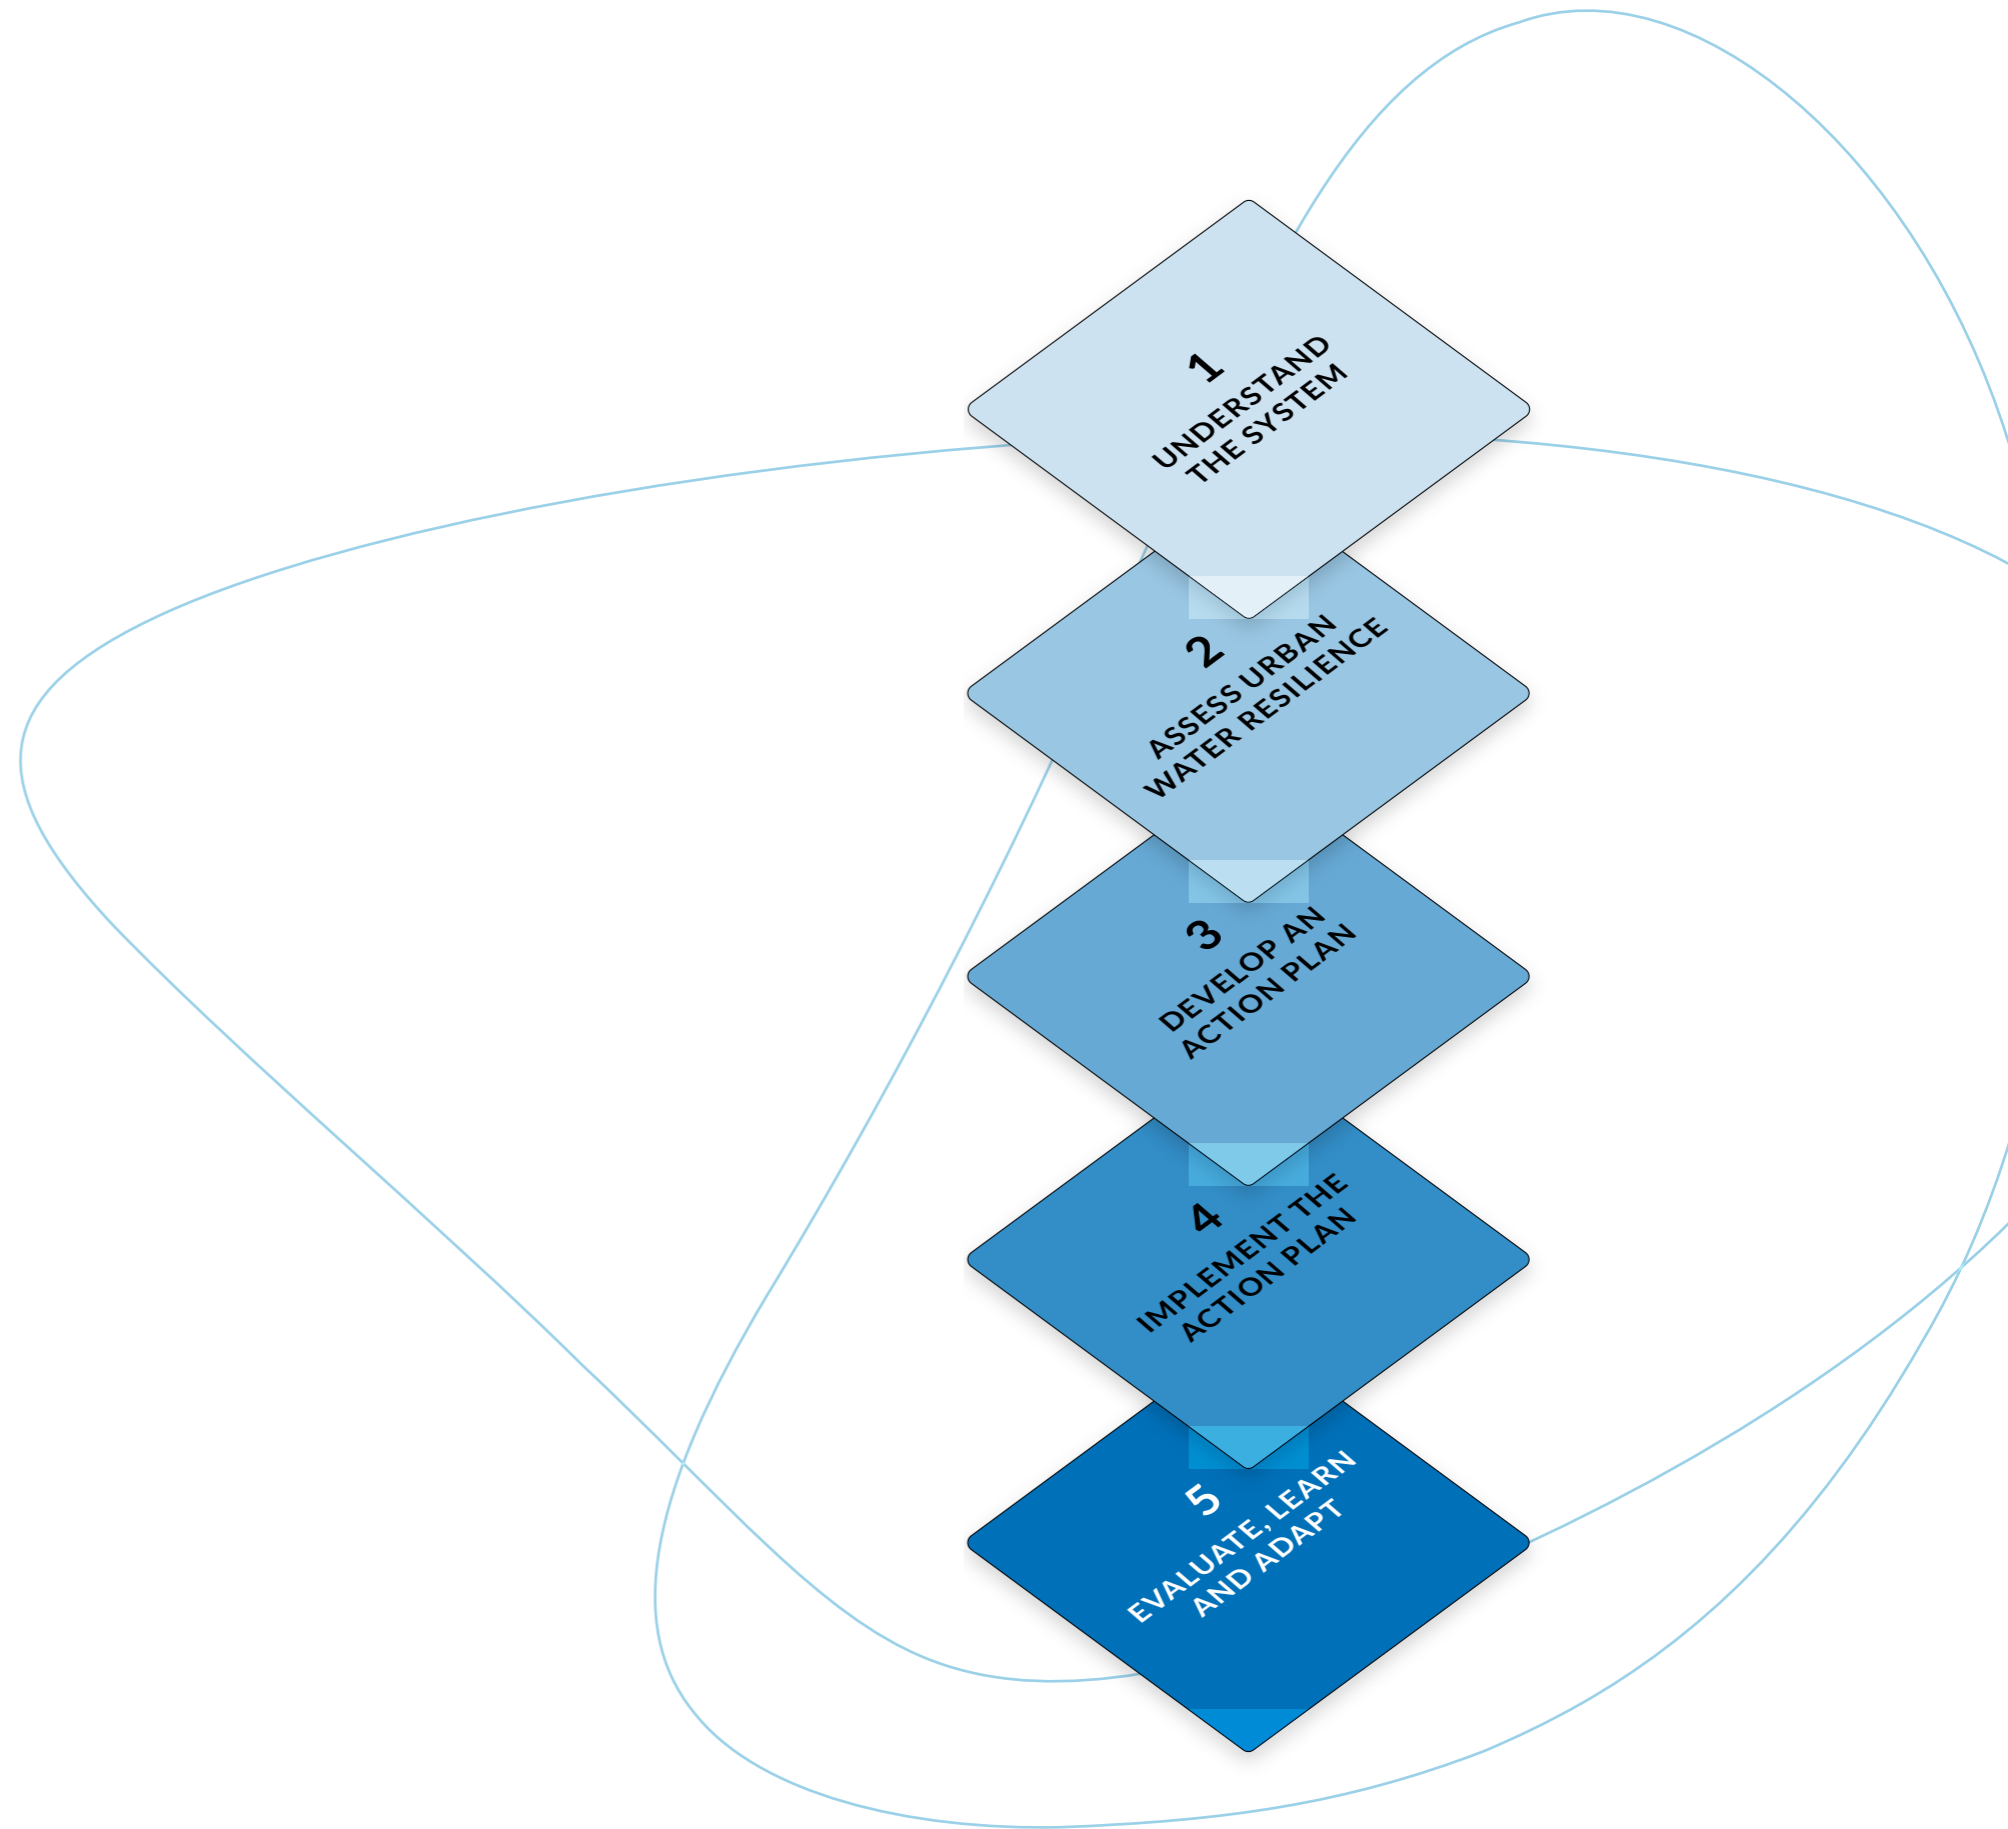 1
UNDERSTAND
THE SYSTEM
2
ASSESS URBAN
WATER RESILIENCE
3
DEVELOP AN
ACTION PLAN
4
IMPLEMENT THE
ACTION PLAN
5
EVALUATE, LEARN
AND ADAPT